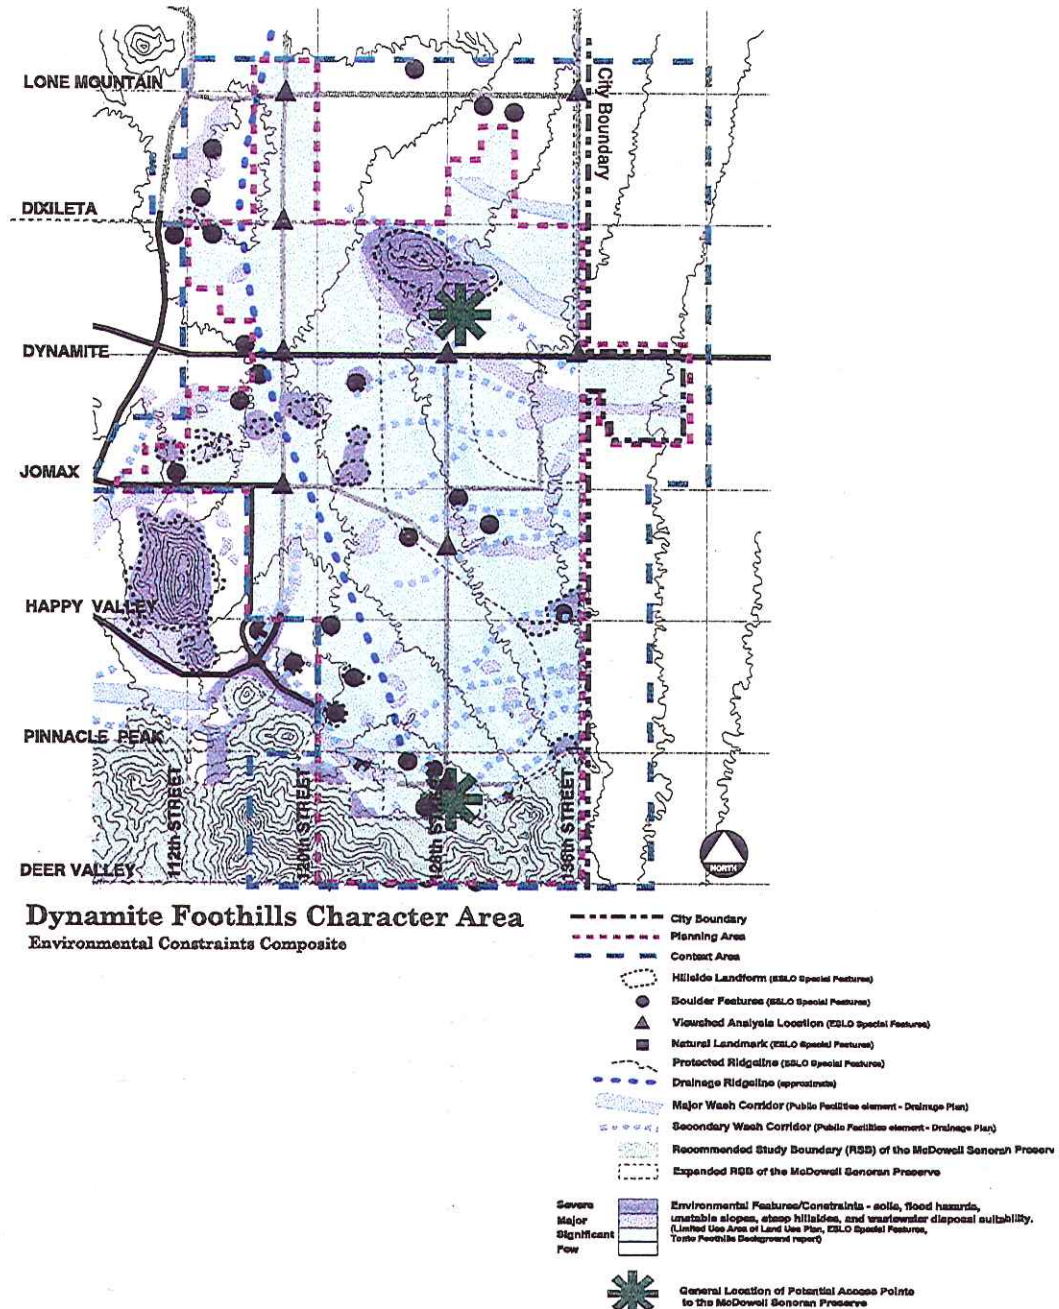 LONE MOUNTAIN
City Boundary
DIXILETA
DYNAMITE
JOMAX
HAPPY VALLEY
PINNACLE PEAK
112th STREET
120th STREET
128th STREET
136th STREET
DEER VALLEY
NORTH
Dynamite Foothills Character Area
Environmental Constraints Composite
City Boundary
Planning Area
Context Area
Hillside Landform (ESLO Special Features)
Boulder Features (ESLO Special Features)
Viewshed Analysis Location (ESLO Special Features)
Natural Landmark (ESLO Special Features)
Protected Ridgeline (ESLO Special Features)
Drainage Ridgeline (approximate)
Major Wash Corridor (Public Facilities element - Drainage Plan)
Secondary Wash Corridor (Public Facilities element - Drainage Plan)
Recommended Study Boundary (RSB) of the McDowell Sonoran Preserv
Expanded RSB of the McDowell Sonoran Preserve
Severe
Major
Significant
Few
Environmental Features/Constraints - soils, flood hazards,
unstable slopes, steep hillsides, and wastewater disposal suitability.
(Limited Use Area of Land Use Plan, ESLO Special Features,
Tonto Foothills Background report)
General Location of Potential Access Points
to the McDowell Sonoran Preserve